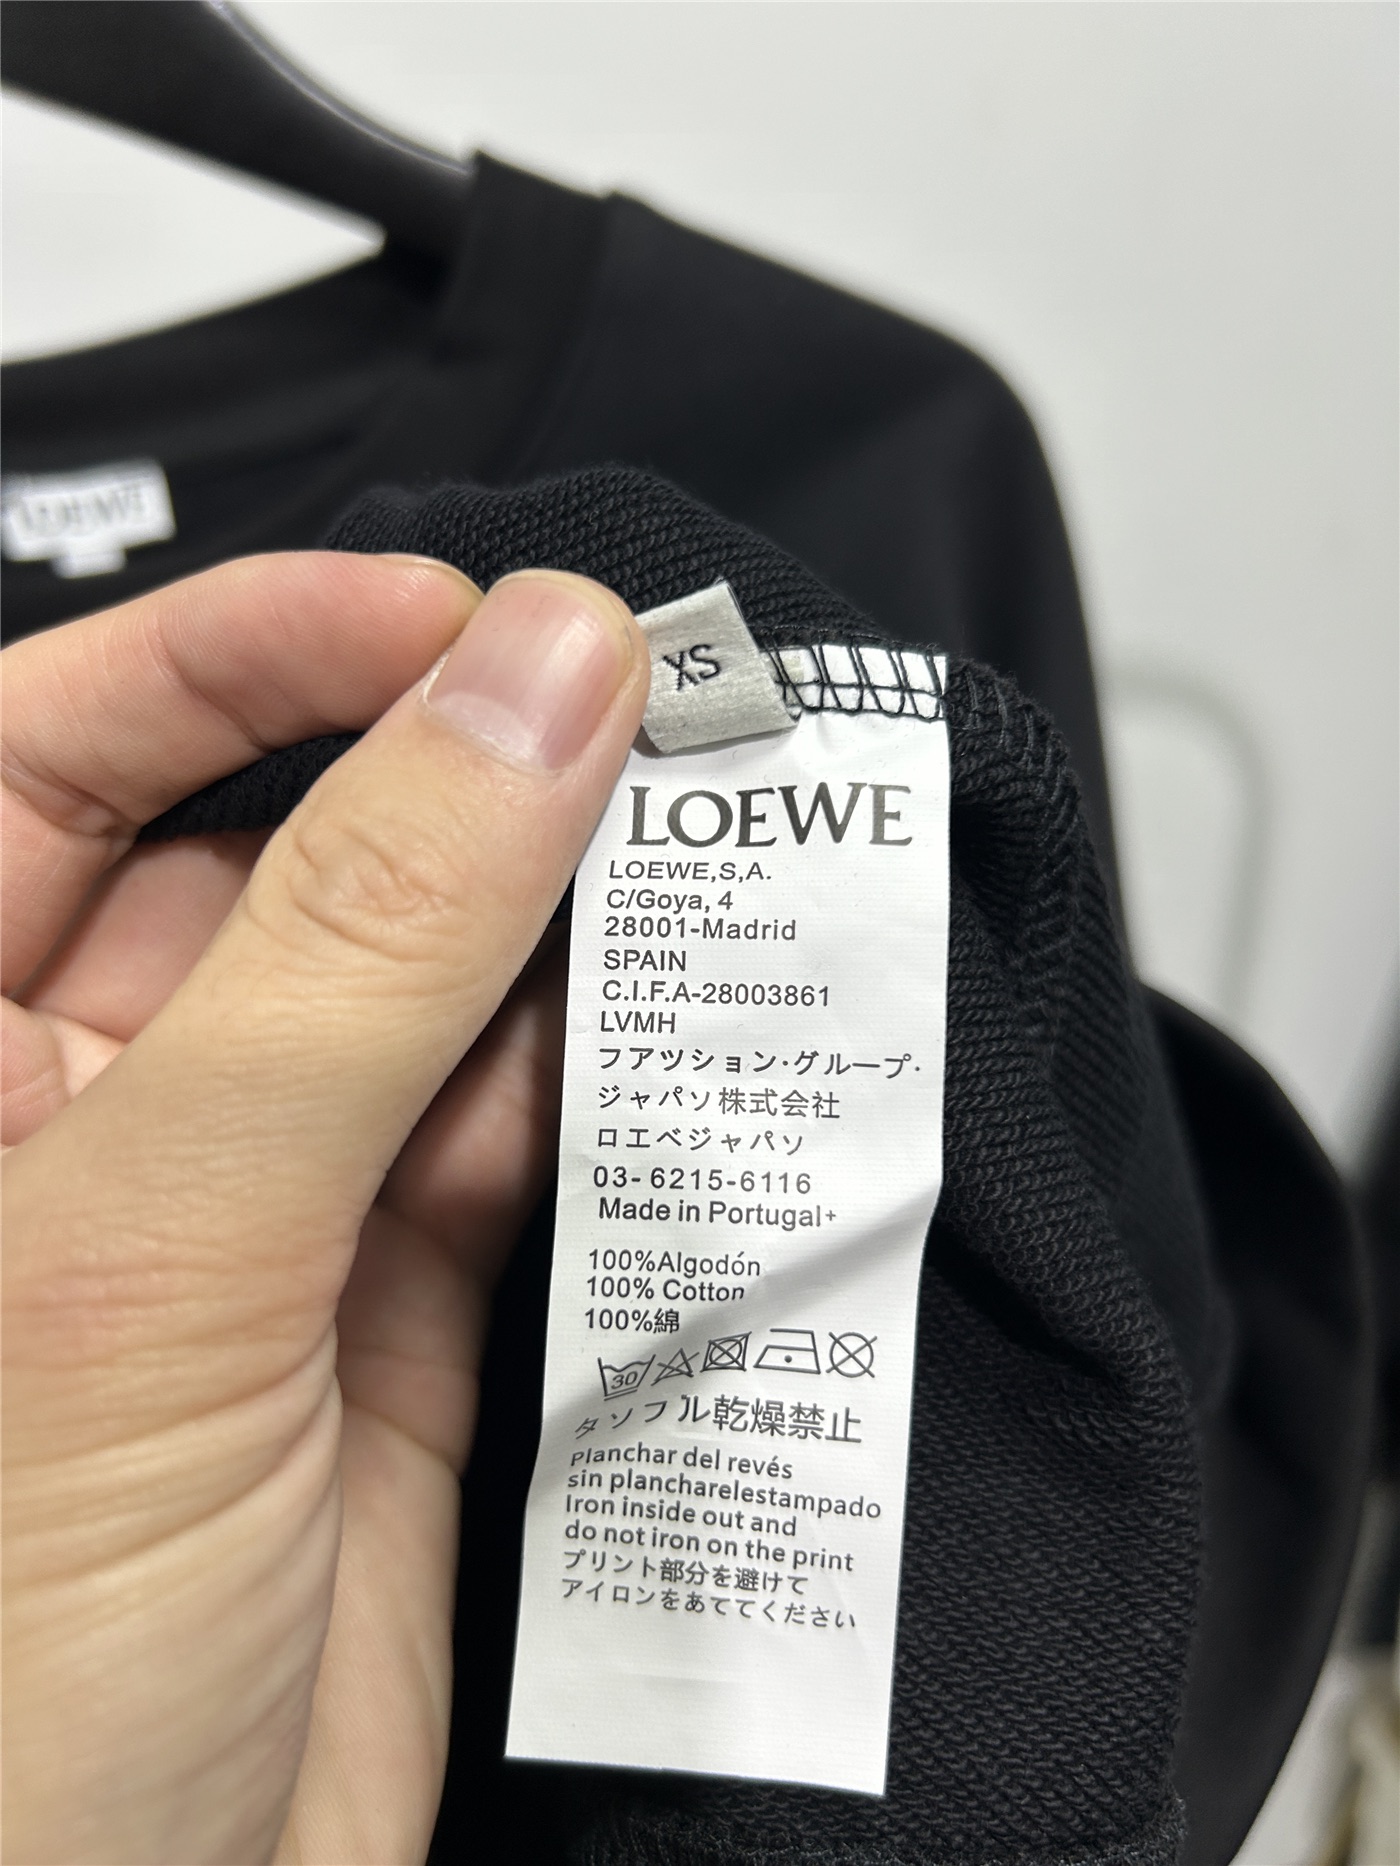 LOEWE
XS
LOEWE
LOEWE,S,A.
C/Goya, 4
28001-Madrid
SPAIN
C.I.F.A-28003861
LVMH
フアツション·グループ·
ジャパソ株式会社
ロエベジャパソ
03- 6215-6116
Made in Portugal+
100%Algodón
100% Cotton
100%綿
30
タソフル乾燥禁止
Planchar del revés
sin plancharelestampado
Iron inside out and
do not iron on the print
プリント部分を避けて
アイロンをあててください